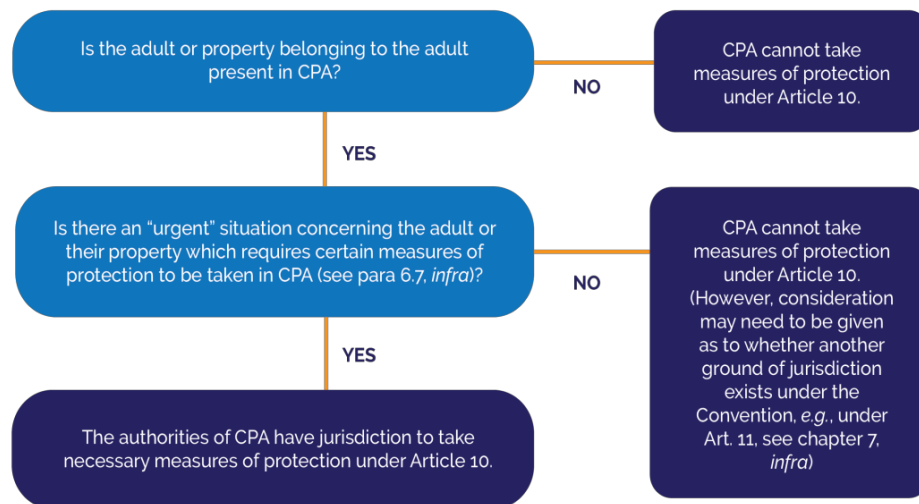 Is the adult or property belonging to the adult
present in CPA?
NO
CPA cannot take
measures of protection
under Article 10.
YES
Is there an “urgent” situation concerning the adult or
their property which requires certain measures of
protection to be taken in CPA (see para 6.7, infra)?
NO
CPA cannot take
measures of protection
under Article 10.
(However, consideration
may need to be given
as to whether another
ground of jurisdiction
exists under the
Convention, e.g., under
Art. 11, see chapter 7,
infra)
YES
The authorities of CPA have jurisdiction to take
necessary measures of protection under Article 10.